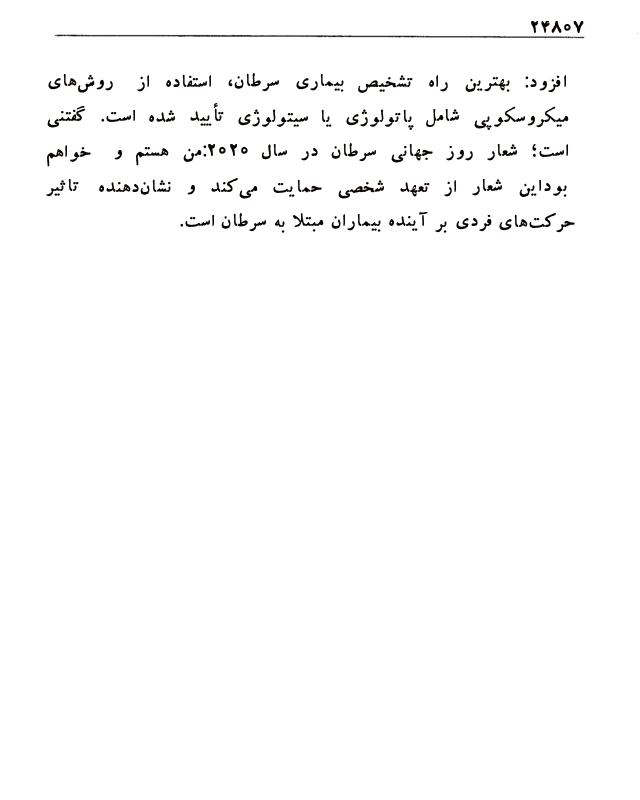 ۲۴۸۰۷
افزود: بهترین راه تشخیص بیماری سرطان، استفاده از روش‌های
میکروسکوپی شامل پاتولوژی یا سیتولوژی تأیید شده است. گفتنی
است؛ شعار روز جهانی سرطان در سال ۲۰۲۰:من هستم و خواهم
بوداین شعار از تعهد شخصی حمایت می‌کند و نشان‌دهنده تاثیر
حرکت‌های فردی بر آینده بیماران مبتلا به سرطان است.